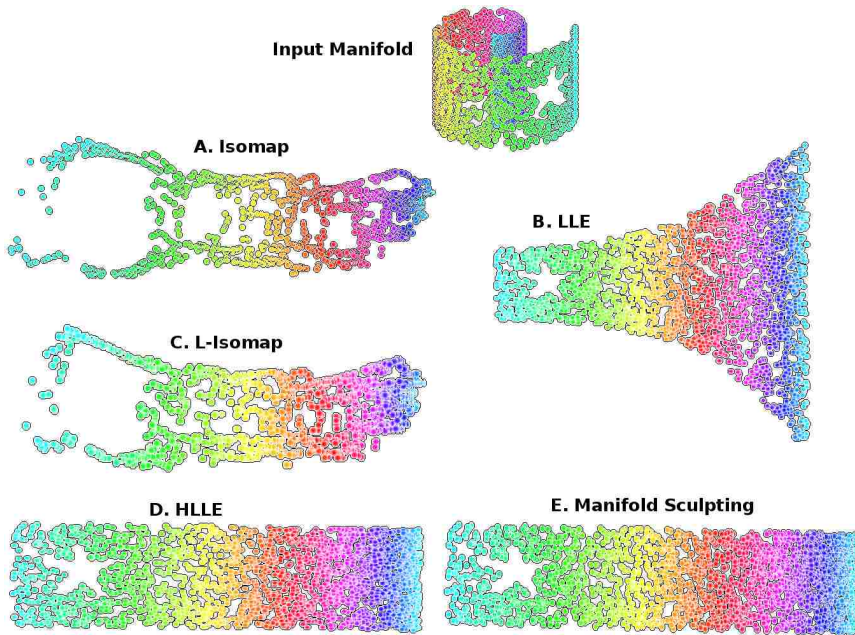 Input Manifold
A. Isomap
B. LLE
C. L-Isomap
D. HLLE
E. Manifold Sculpting